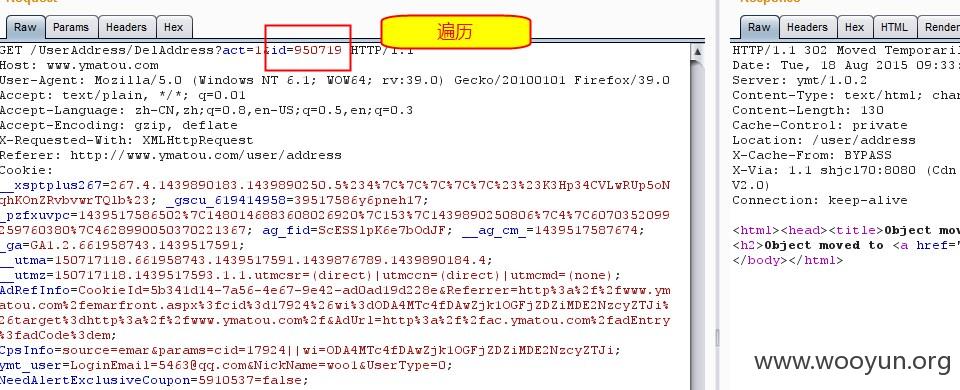 Request
Response
Raw Params Headers Hex
遍历
Raw Headers Hex HTML Render
GET /UserAddress/DelAddress?act=1&id=950719 HTTP/1.1
Host: www.ymatou.com
User-Agent: Mozilla/5.0 (Windows NT 6.1; WOW64; rv:39.0) Gecko/20100101 Firefox/39.0
Accept: text/plain, */*; q=0.01
Accept-Language: zh-CN,zh;q=0.8,en-US;q=0.5,en;q=0.3
Accept-Encoding: gzip, deflate
X-Requested-With: XMLHttpRequest
Referer: http://www.ymatou.com/user/address
Cookie:
__xsptplus267=267.4.1439890183.1439890250.5%234%7C%7C%7C%7C%7C%23%23K3Hp34CVLwRUp5oN
qhKOnZRvbvwrTQlb%23; _gscu_619414958=39517586y6pneh17;
_pzfxuvpc=1439517586502%7C1480146883608026920%7C153%7C1439890250806%7C4%7C6070352099
259760380%7C4628990050370221367; ag_fid=ScESSlpK6e7bOdJF; __ag_cm_=1439517587674;
_ga=GA1.2.661958743.1439517591;
__utma=150717118.661958743.1439517591.1439876789.1439890184.4;
__utmz=150717118.1439517593.1.1.utmcsr=(direct)|utmccn=(direct)|utmcmd=(none);
AdRefInfo=CookieId=5b341d14-7a56-4e67-9e42-ad0ad19d228e&Referrer=http%3a%2f%2fwww.ym
atou.com%2femarfront.aspx%3fcid%3d17924%26wi%3dODA4MTc4fDAwZjk1OGFjZDZiMDE2NzcyZTJi%
26target%3dhttp%3a%2f%2fwww.ymatou.com%2f&AdUrl=http%3a%2f%2fac.ymatou.com%2fadEntry
%3fadCode%3dem;
CpsInfo=source=emar&params=cid=17924||wi=ODA4MTc4fDAwZjk1OGFjZDZiMDE2NzcyZTJi;
ymt_user=LoginEmail=5463@qq.com&NickName=woo1&UserType=0;
NeedAlertExclusiveCoupon=5910537=false;
HTTP/1.1 302 Moved Temporaril
Date: Tue, 18 Aug 2015 09:33:
Server: ymt/1.0.2
Content-Type: text/html; char
Content-Length: 130
Cache-Control: private
Location: /user/address
X-Cache-From: BYPASS
X-Via: 1.1 shjc170:8080 (Cdn
V2.0)
Connection: keep-alive
<html><head><title>Object mov
<h2>Object moved to <a href="
</body></html>
www.wooyun.org